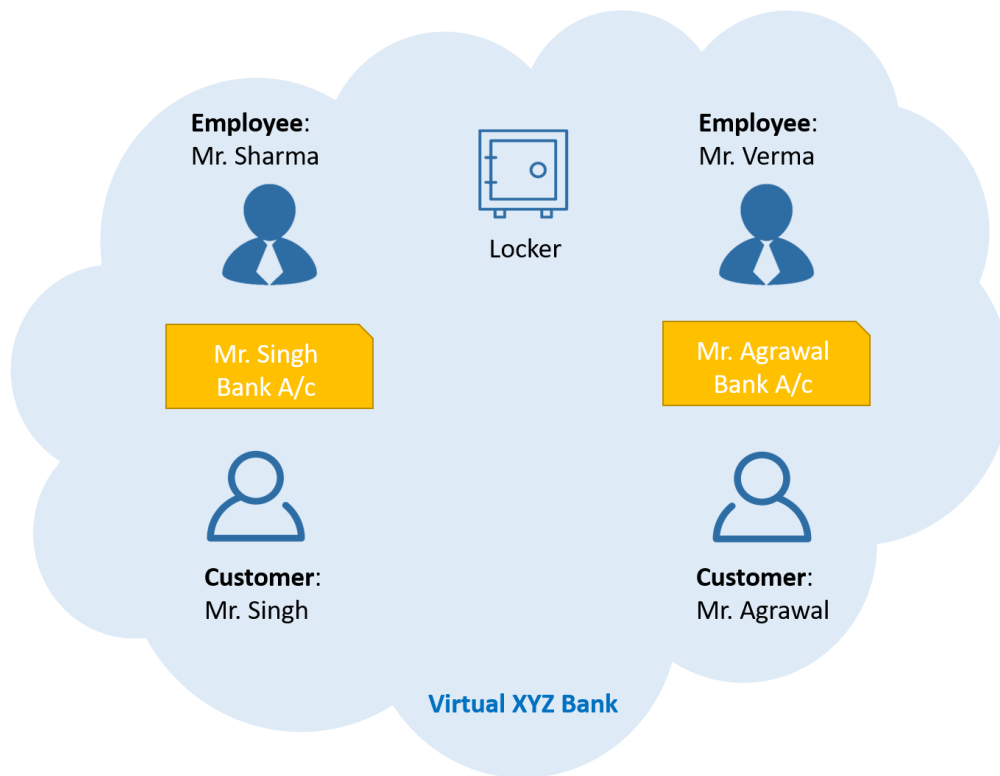 Employee:
Mr. Sharma
Locker
Employee:
Mr. Verma
Mr. Singh
Bank A/c
Mr. Agrawal
Bank A/c
Customer:
Mr. Singh
Customer:
Mr. Agrawal
Virtual XYZ Bank